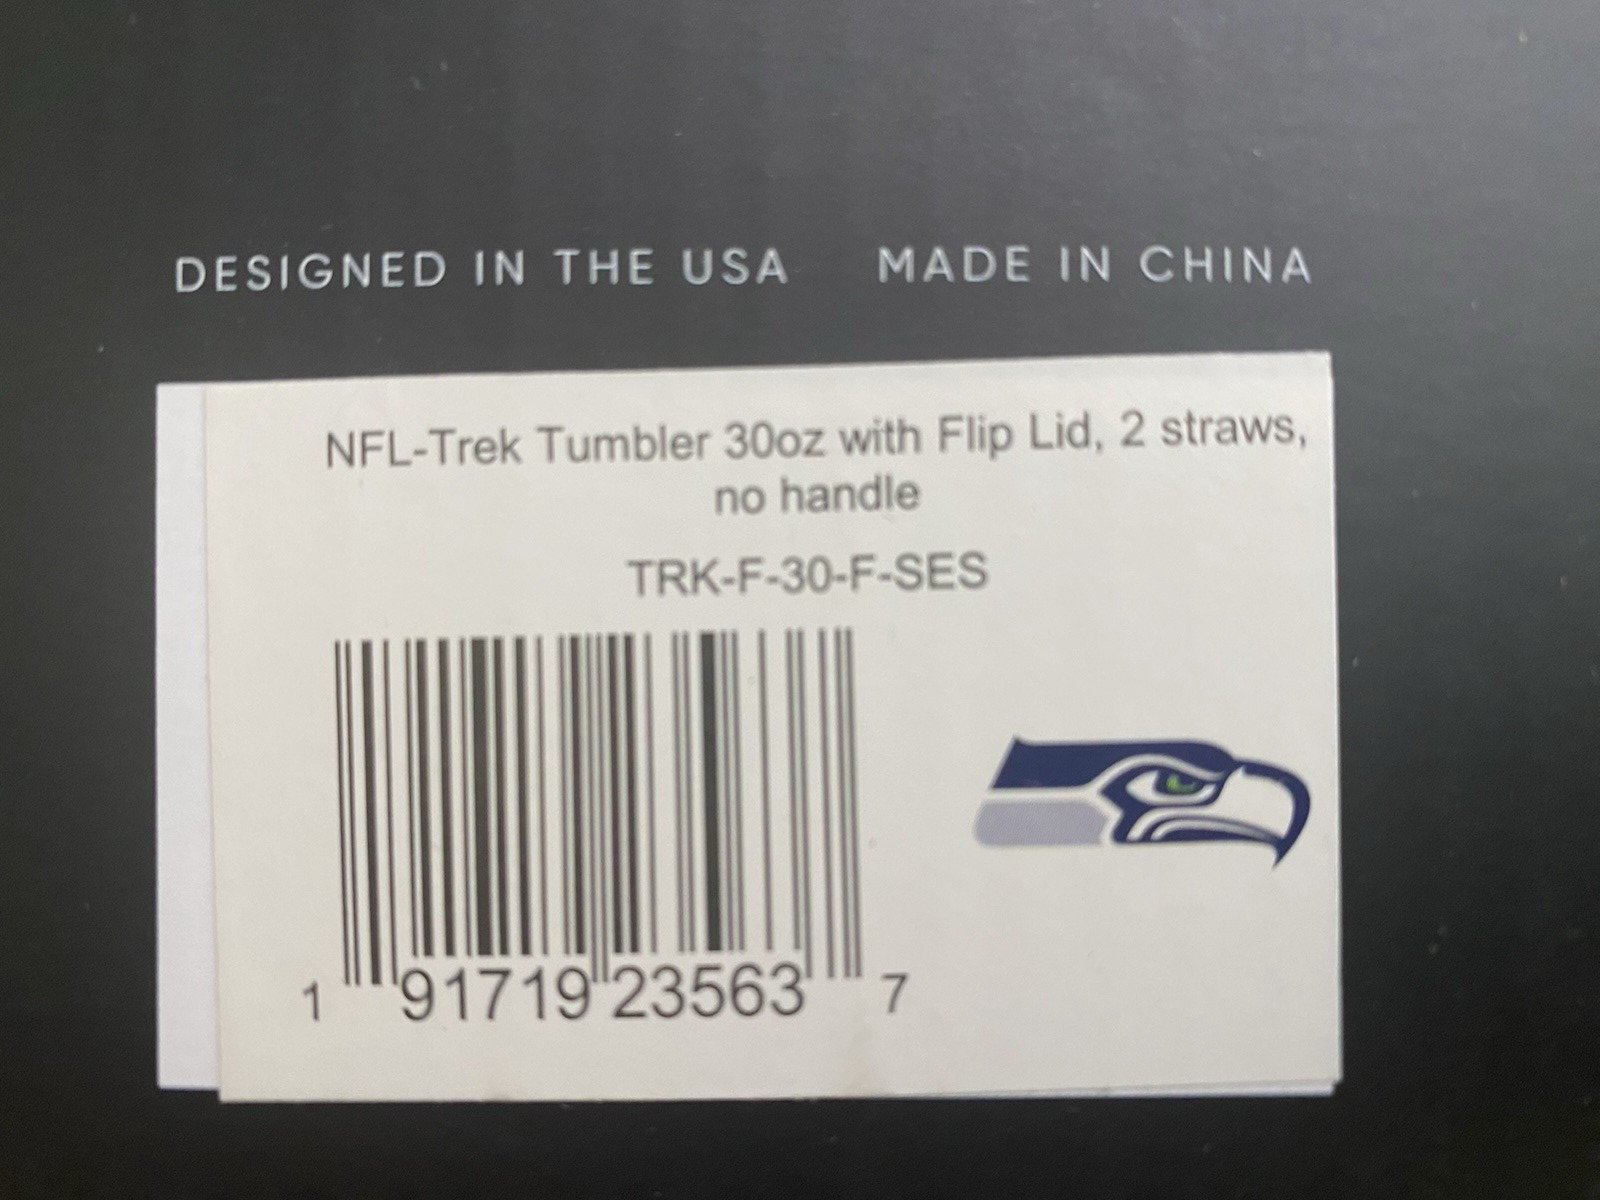 DESIGNED IN THE USA MADE IN CHINA
NFL-Trek Tumbler 30oz with Flip Lid, 2 straws,
no handle
TRK-F-30-F-SES
1 91719 23563 7